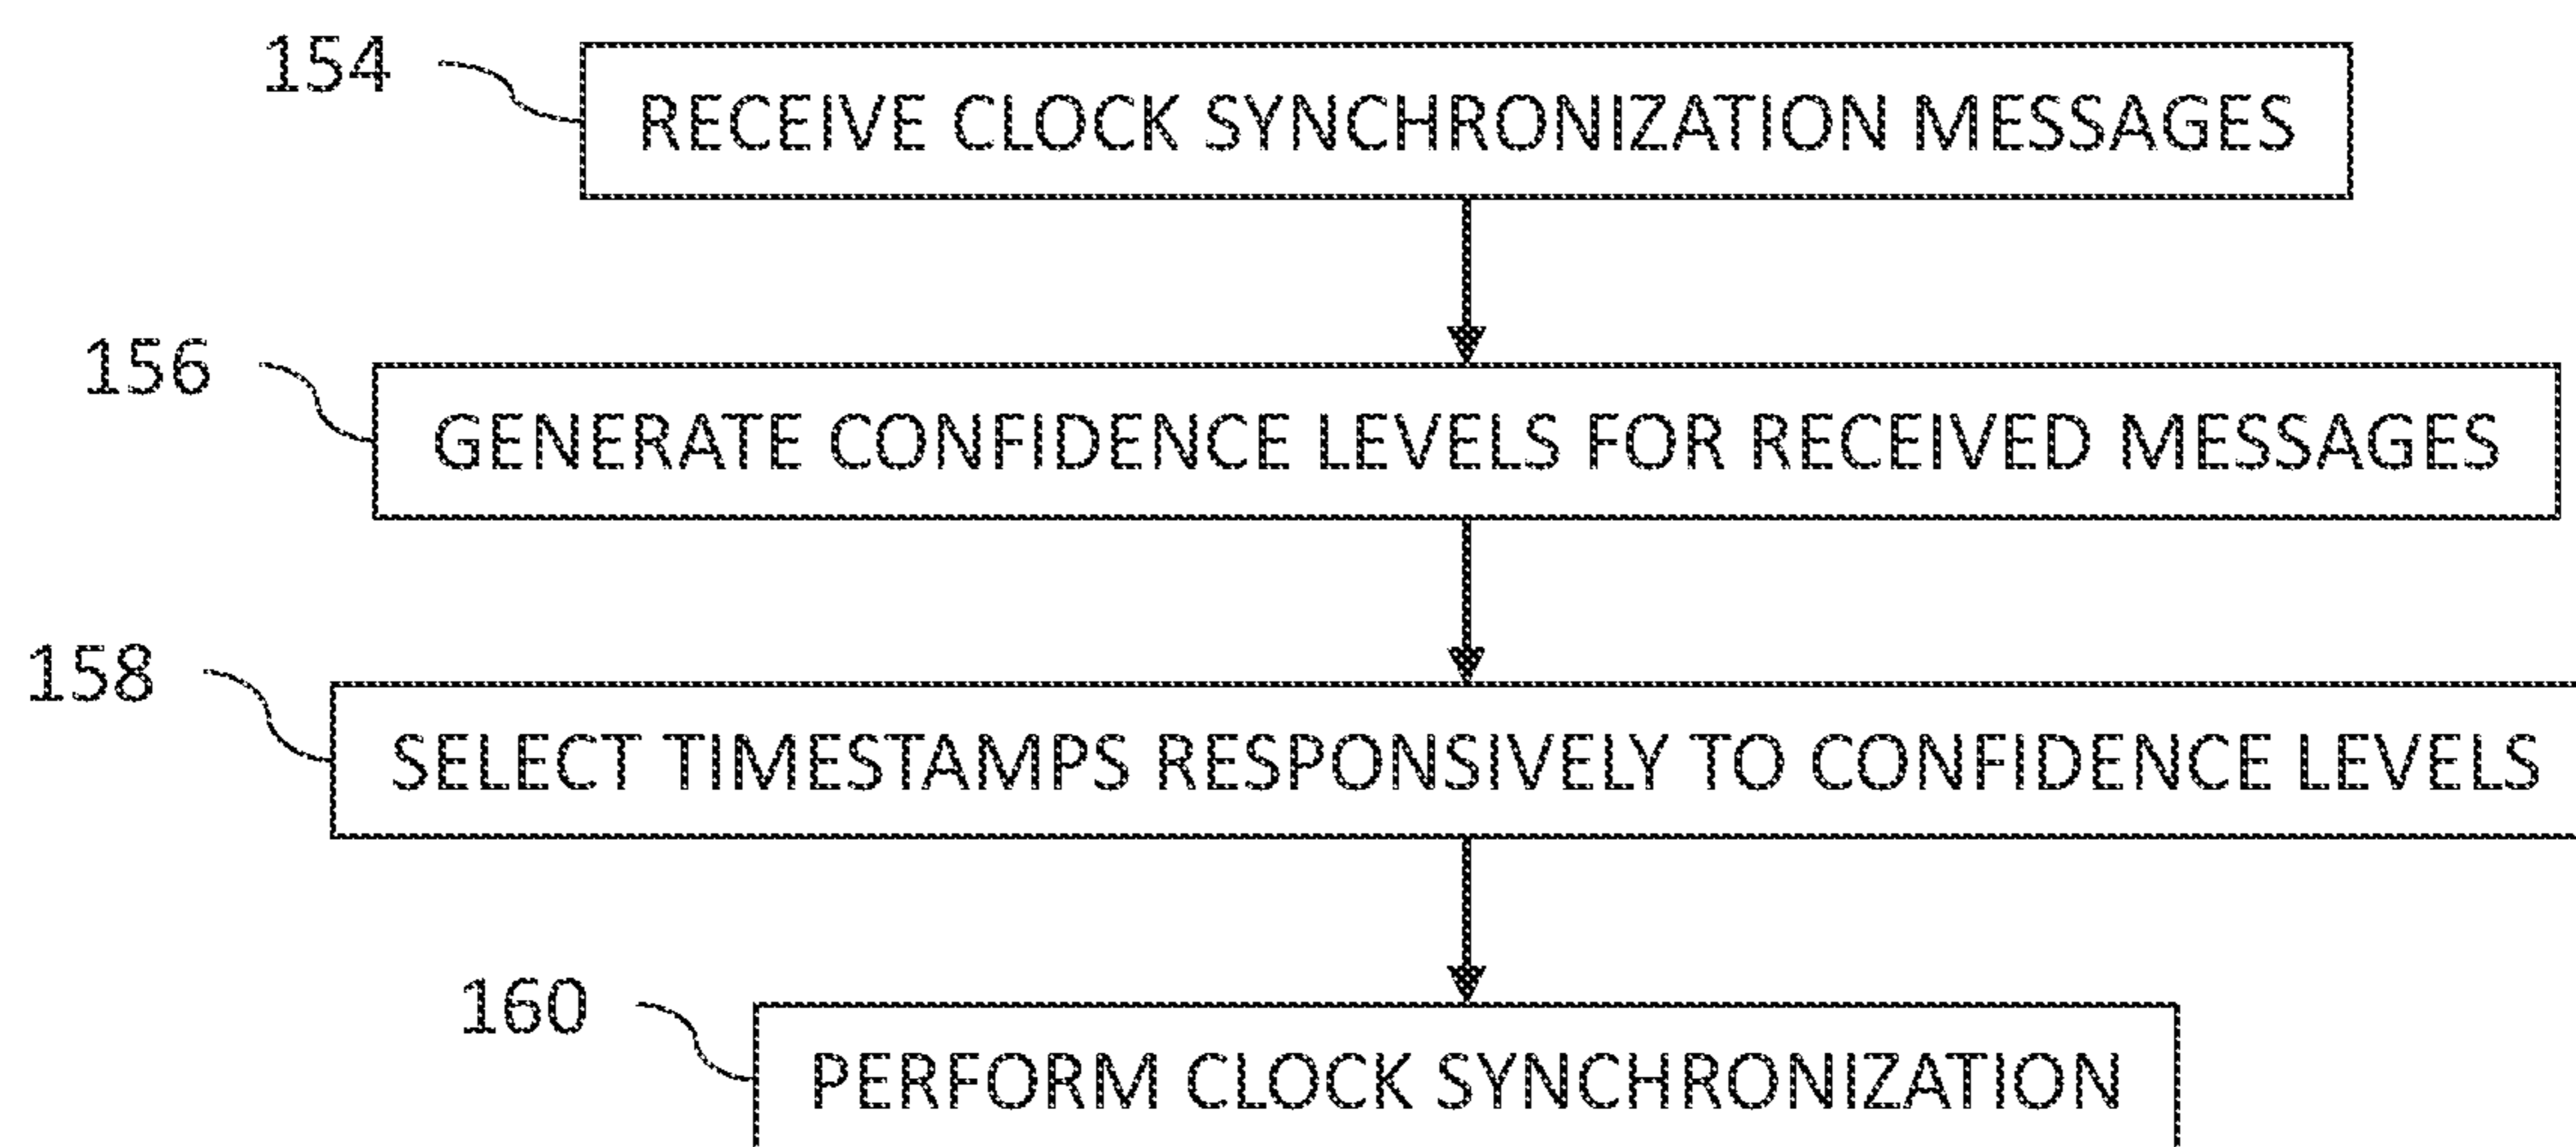 154
RECEIVE CLOCK SYNCHRONIZATION MESSAGES
156
GENERATE CONFIDENCE LEVELS FOR RECEIVED MESSAGES
158
SELECT TIMESTAMPS RESPONSIVELY TO CONFIDENCE LEVELS
160
PERFORM CLOCK SYNCHRONIZATION